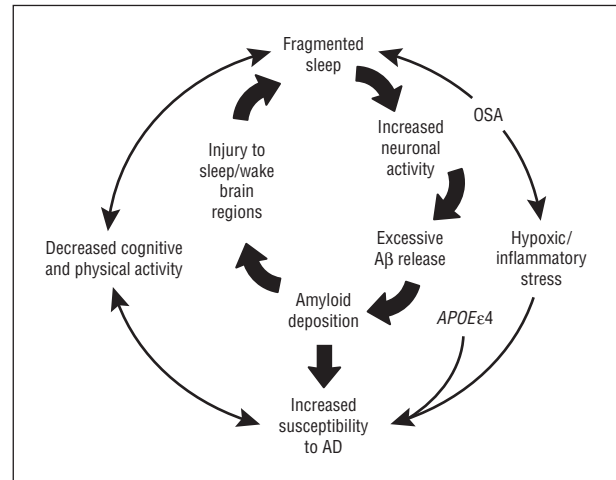 Fragmented
sleep
OSA
Increased
neuronal
activity
Injury to
sleep/wake
brain
regions
Decreased cognitive
and physical activity
Excessive
Aβ release
Hypoxic/
inflammatory
stress
Amyloid
deposition
APOEε4
Increased
susceptibility
to AD